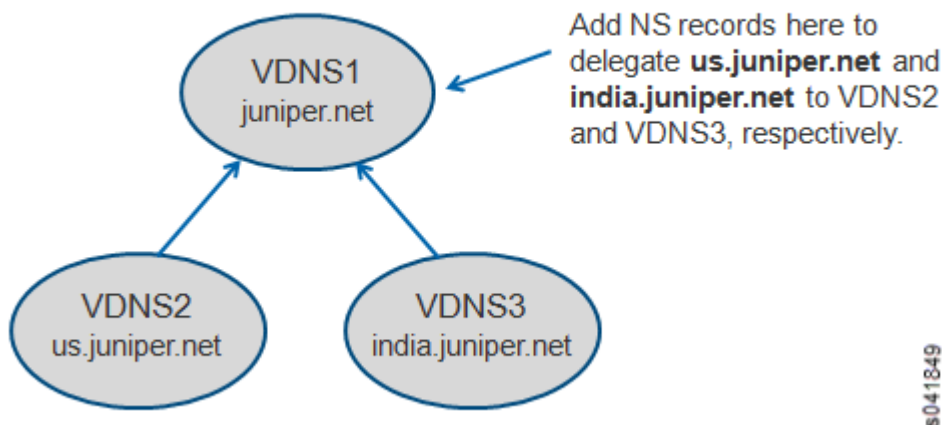 VDNS1
juniper.net
Add NS records here to
delegate us.juniper.net and
india.juniper.net to VDNS2
and VDNS3, respectively.
VDNS2
us.juniper.net
VDNS3
india.juniper.net
s041849